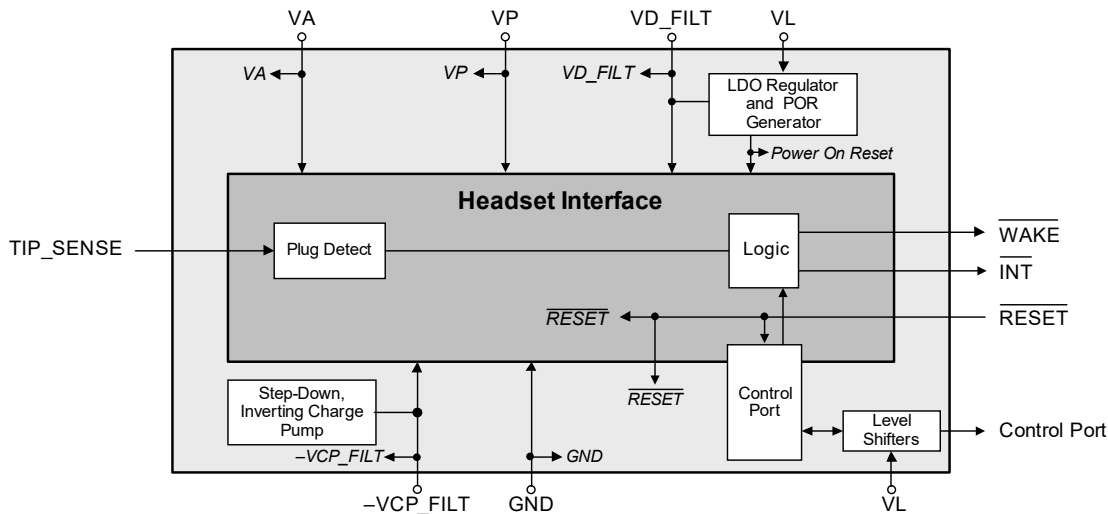 VA
VP
VD_FILT
VL
VA
VP
VD_FILT
LDO Regulator
and POR
Generator
Power On Reset
Headset Interface
TIP_SENSE
Plug Detect
Logic
WAKE
INT
RESET
RESET
RESET
Step-Down,
Inverting Charge
Pump
Control
Port
Level
Shifters
Control Port
–VCP_FILT
GND
–VCP_FILT
GND
VL